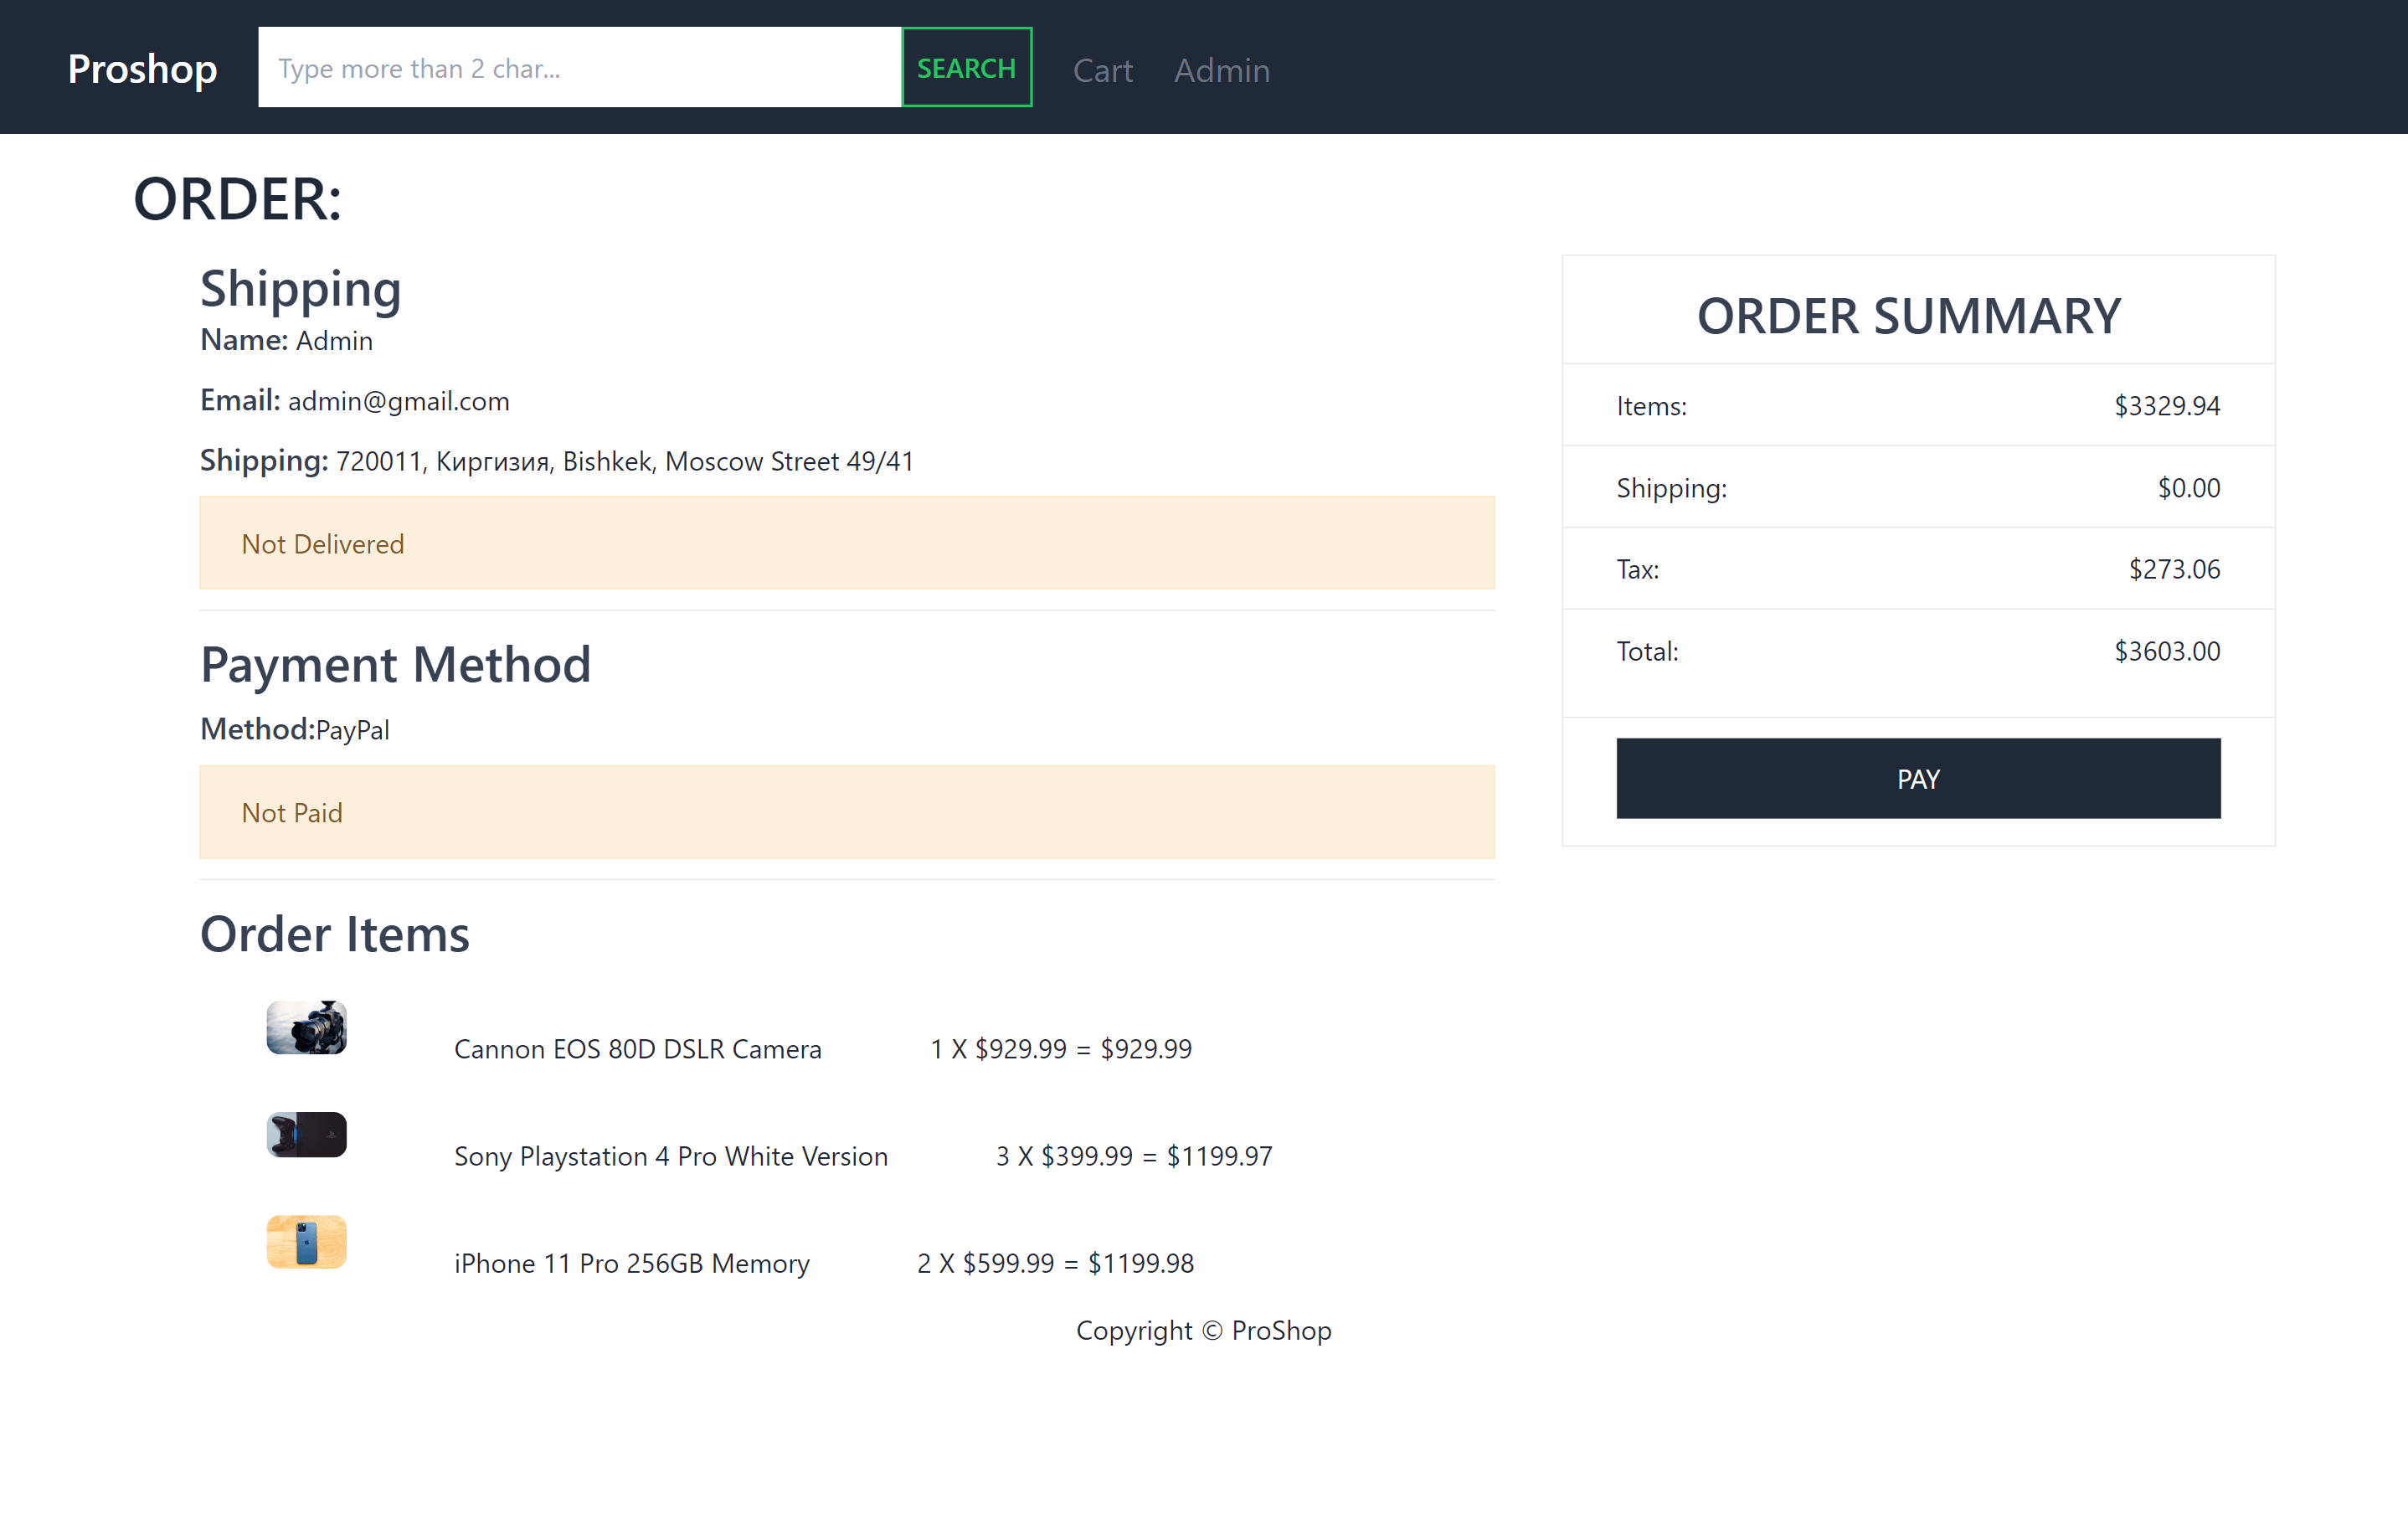 Proshop
Type more than 2 char...
SEARCH
Cart
Admin
ORDER:
Shipping
Name: Admin
Email: admin@gmail.com
Shipping: 720011, Киргизия, Bishkek, Moscow Street 49/41
Not Delivered
Payment Method
Method:PayPal
Not Paid
Order Items
Cannon EOS 80D DSLR Camera 1 X $929.99 = $929.99
Sony Playstation 4 Pro White Version 3 X $399.99 = $1199.97
iPhone 11 Pro 256GB Memory 2 X $599.99 = $1199.98
ORDER SUMMARY
Items: $3329.94
Shipping: $0.00
Tax: $273.06
Total: $3603.00
PAY
Copyright © ProShop